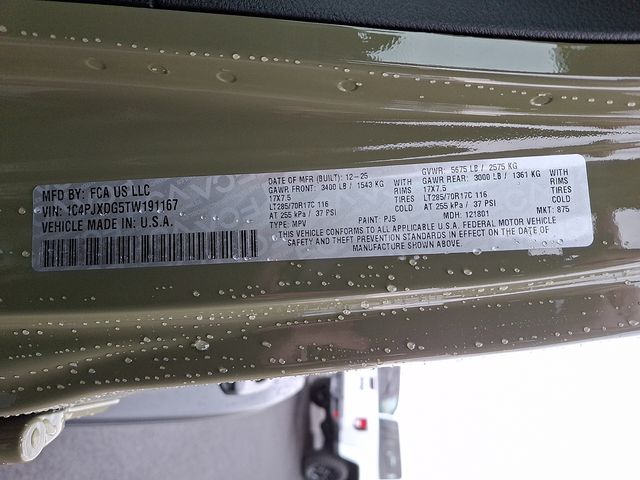 MFD BY: FCA US LLC
VIN: 1C4PJXDG5TW191167
VEHICLE MADE IN: U.S.A.
DATE OF MFR (BUILT): 12-25 GVWR: 5675 LB / 2575 KG
GAWR FRONT: 3400 LB / 1543 KG WITH GAWR REAR: 3000 LB / 1361 KG WITH
17X7.5 RIMS 17X7.5 RIMS
LT285/70R17C 116 TIRES LT285/70R17C 116 TIRES
AT 255 kPa / 37 PSI COLD AT 255 kPa / 37 PSI COLD
TYPE: MPV PAINT: PJ5 MDH: 121801 MKT: 875
THIS VEHICLE CONFORMS TO ALL APPLICABLE U.S.A. FEDERAL MOTOR VEHICLE
SAFETY AND THEFT PREVENTION STANDARDS IN EFFECT ON THE DATE OF
MANUFACTURE SHOWN ABOVE.